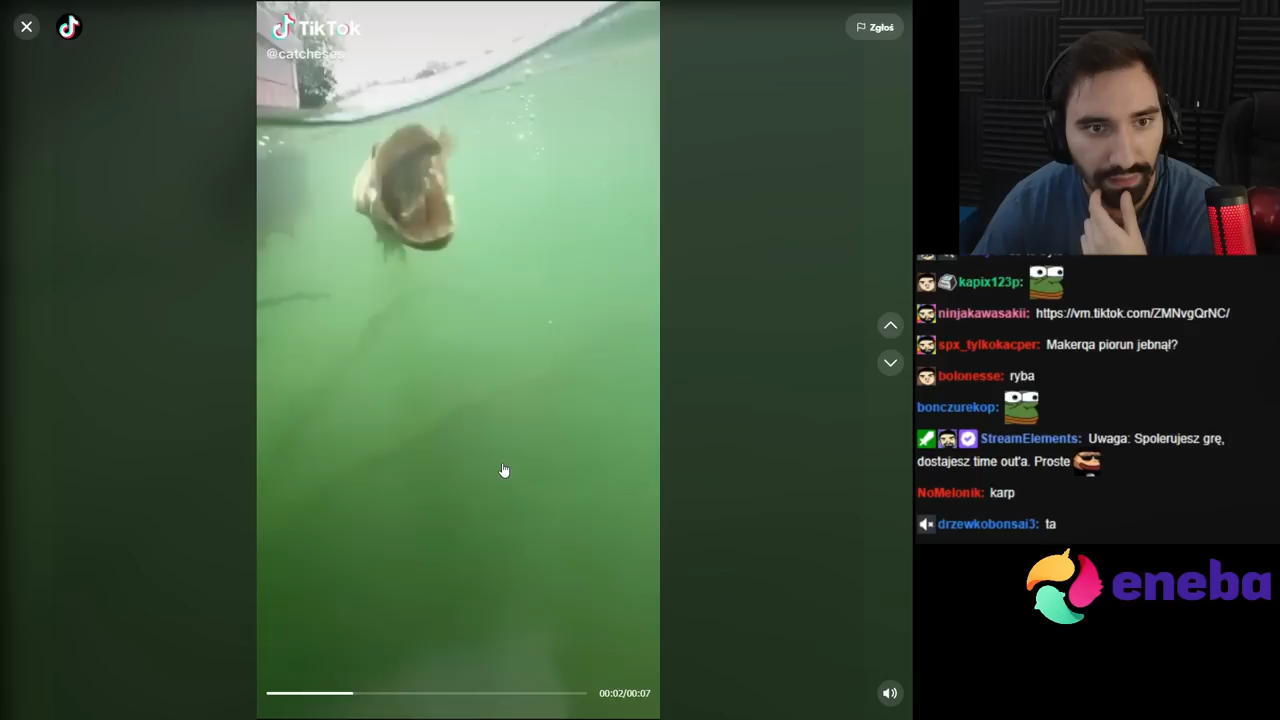 TikTok
@catcheses
Zgłoś
kapix123p:
ninjakawasakii: https://vm.tiktok.com/ZMNvgQrNC/
spx_tylkokacper: Makerqa piorun jebnął?
bolonesse: ryba
bonczurekop:
StreamElements: Uwaga: Spolerujesz grę,
dostajesz time out'a. Proste
NoMelonik: karp
drzewkobonsai3: ta
eneba
00:02/00:07